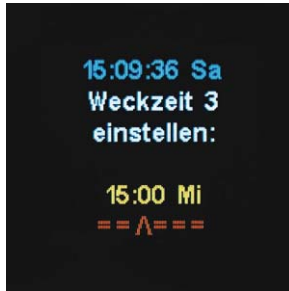 15:09:36 Sa
Weckzeit 3
einstellen:
15:00 Mi
==Λ===